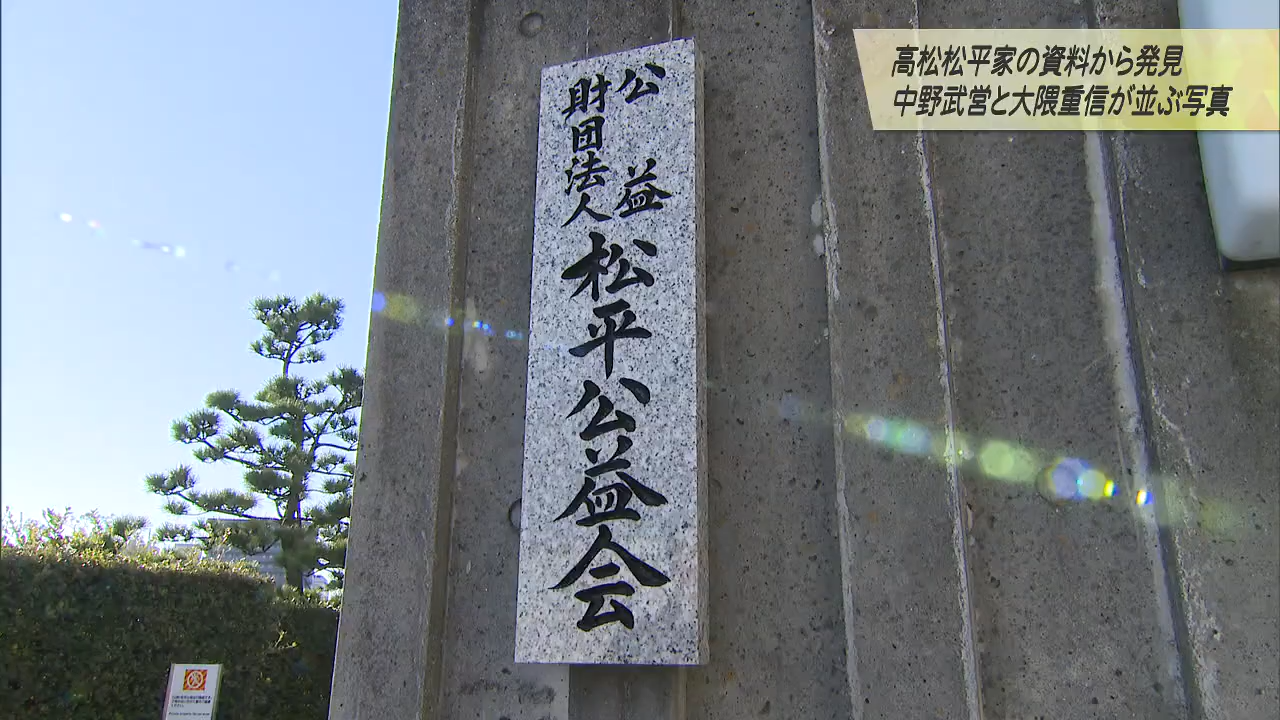 高松松平家の資料から発見
中野武営と大隈重信が並ぶ写真
公益
財団法人
松平公益会